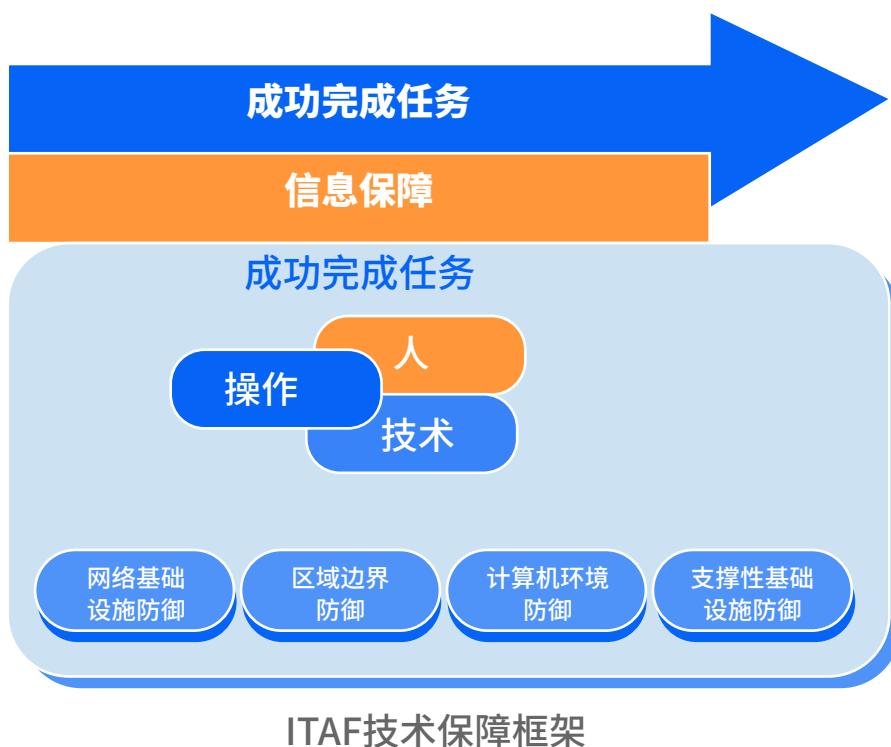 成功完成任务
信息保障
成功完成任务
人
操作
技术
网络基础
设施防御
区域边界
防御
计算机环境
防御
支撑性基础
设施防御
ITAF技术保障框架